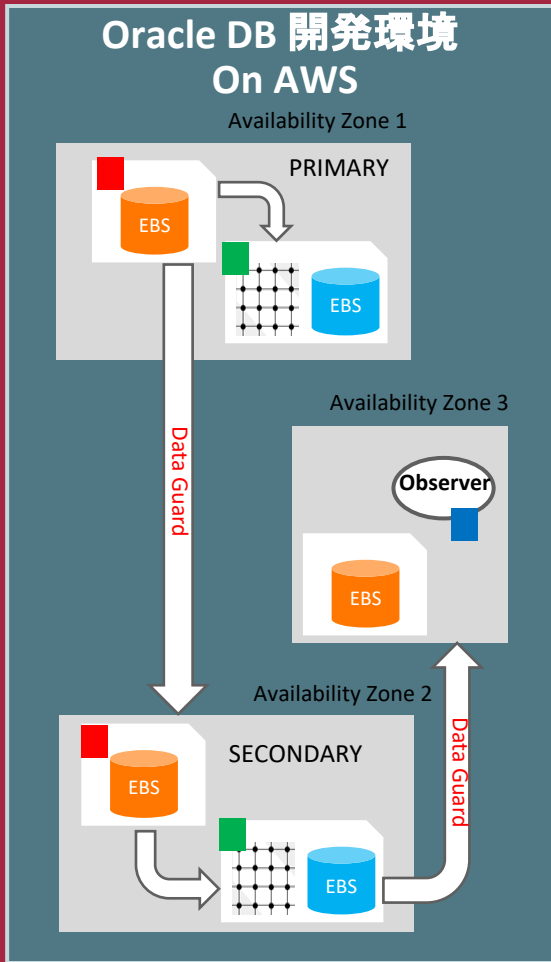 Oracle DB 開発環境
On AWS
Availability Zone 1
PRIMARY
EBS
EBS
Data Guard
Availability Zone 3
Observer
EBS
Availability Zone 2
SECONDARY
EBS
EBS
Data Guard